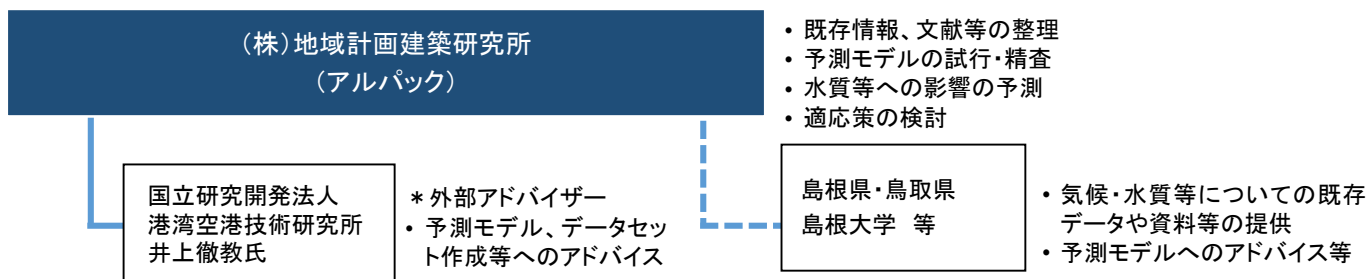 (株)地域計画建築研究所
(アルパック)
• 既存情報、文献等の整理
• 予測モデルの試行・精査
• 水質等への影響の予測
• 適応策の検討
国立研究開発法人
港湾空港技術研究所
井上徹教氏
*外部アドバイザー
• 予測モデル、データセッ
ト作成等へのアドバイス
島根県・鳥取県
島根大学 等
• 気候・水質等についての既存
データや資料等の提供
• 予測モデルへのアドバイス等